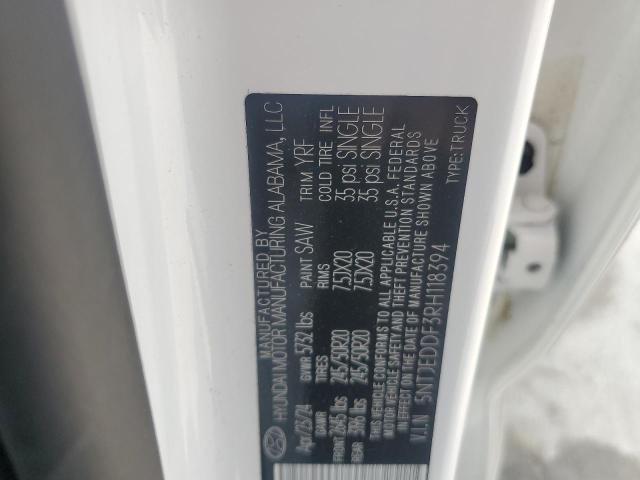 MANUFACTURED BY
HYUNDAI MOTOR MANUFACTURING ALABAMA, LLC
Apr/23/24 PAINT SAW TRIM YRF
GVWR 5732 lbs
GAWR TIRES RIMS COLD TIRE INFL
FRONT 2645 lbs 245/50R20 7.5JX20 35 psi SINGLE
REAR lbs 245/50R20 7.5JX20 35 psi SINGLE
THIS VEHICLE CONFORMS TO ALL APPLICABLE U.S.A. FEDERAL
MOTOR VEHICLE SAFETY AND THEFT PREVENTION STANDARDS
IN EFFECT ON THE DATE OF MANUFACTURE SHOWN ABOVE
V.I.N 5NTJEDDF3RH118394 TYPE:TRUCK